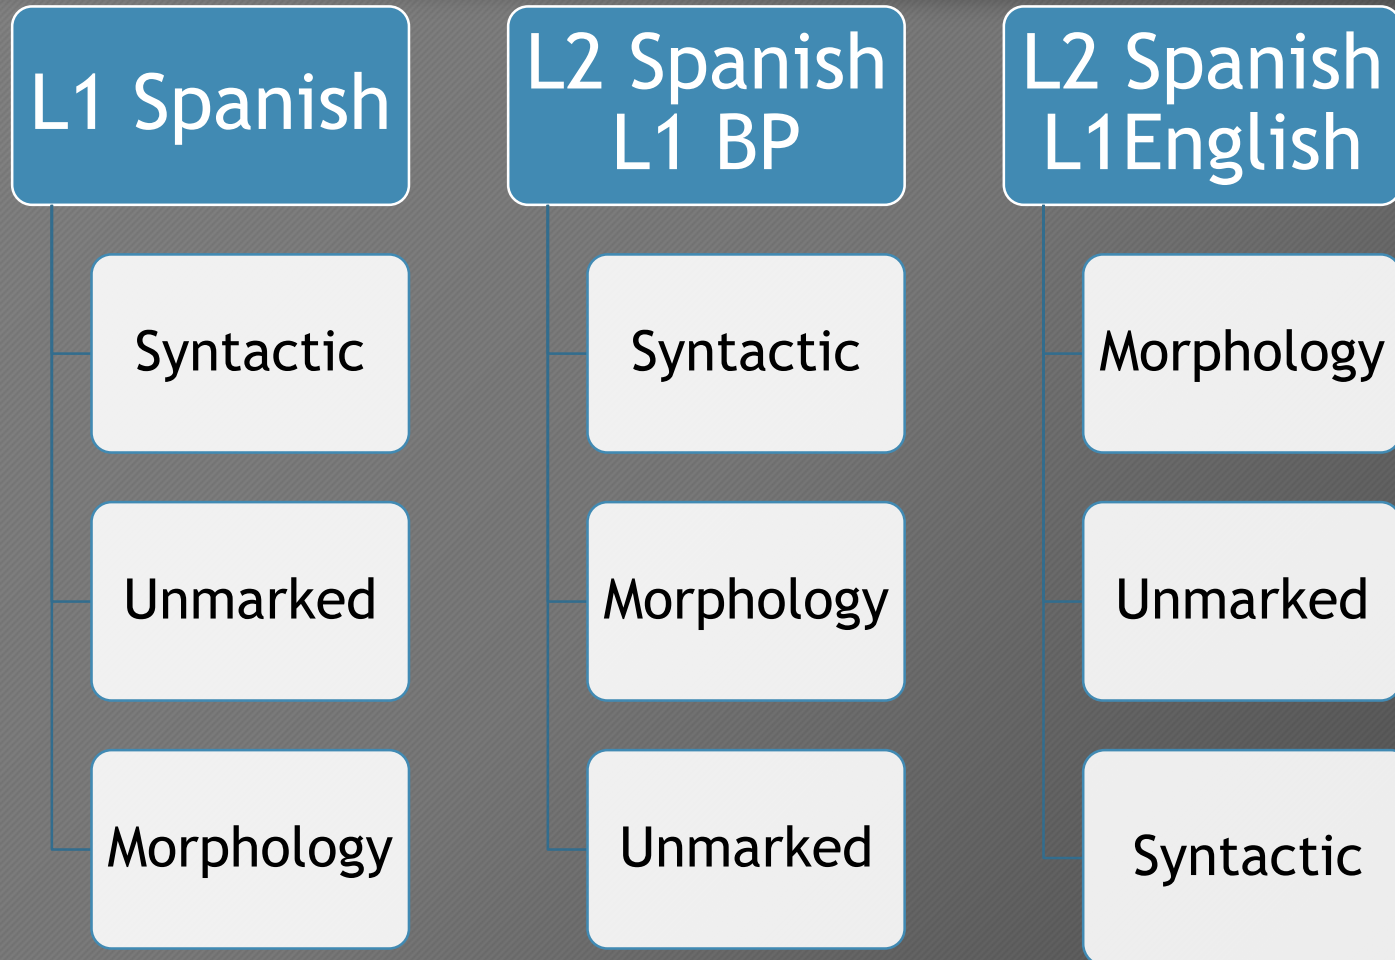 L1 Spanish
Syntactic
Unmarked
Morphology
L2 Spanish
L1 BP
Syntactic
Morphology
Unmarked
L2 Spanish
L1English
Morphology
Unmarked
Syntactic